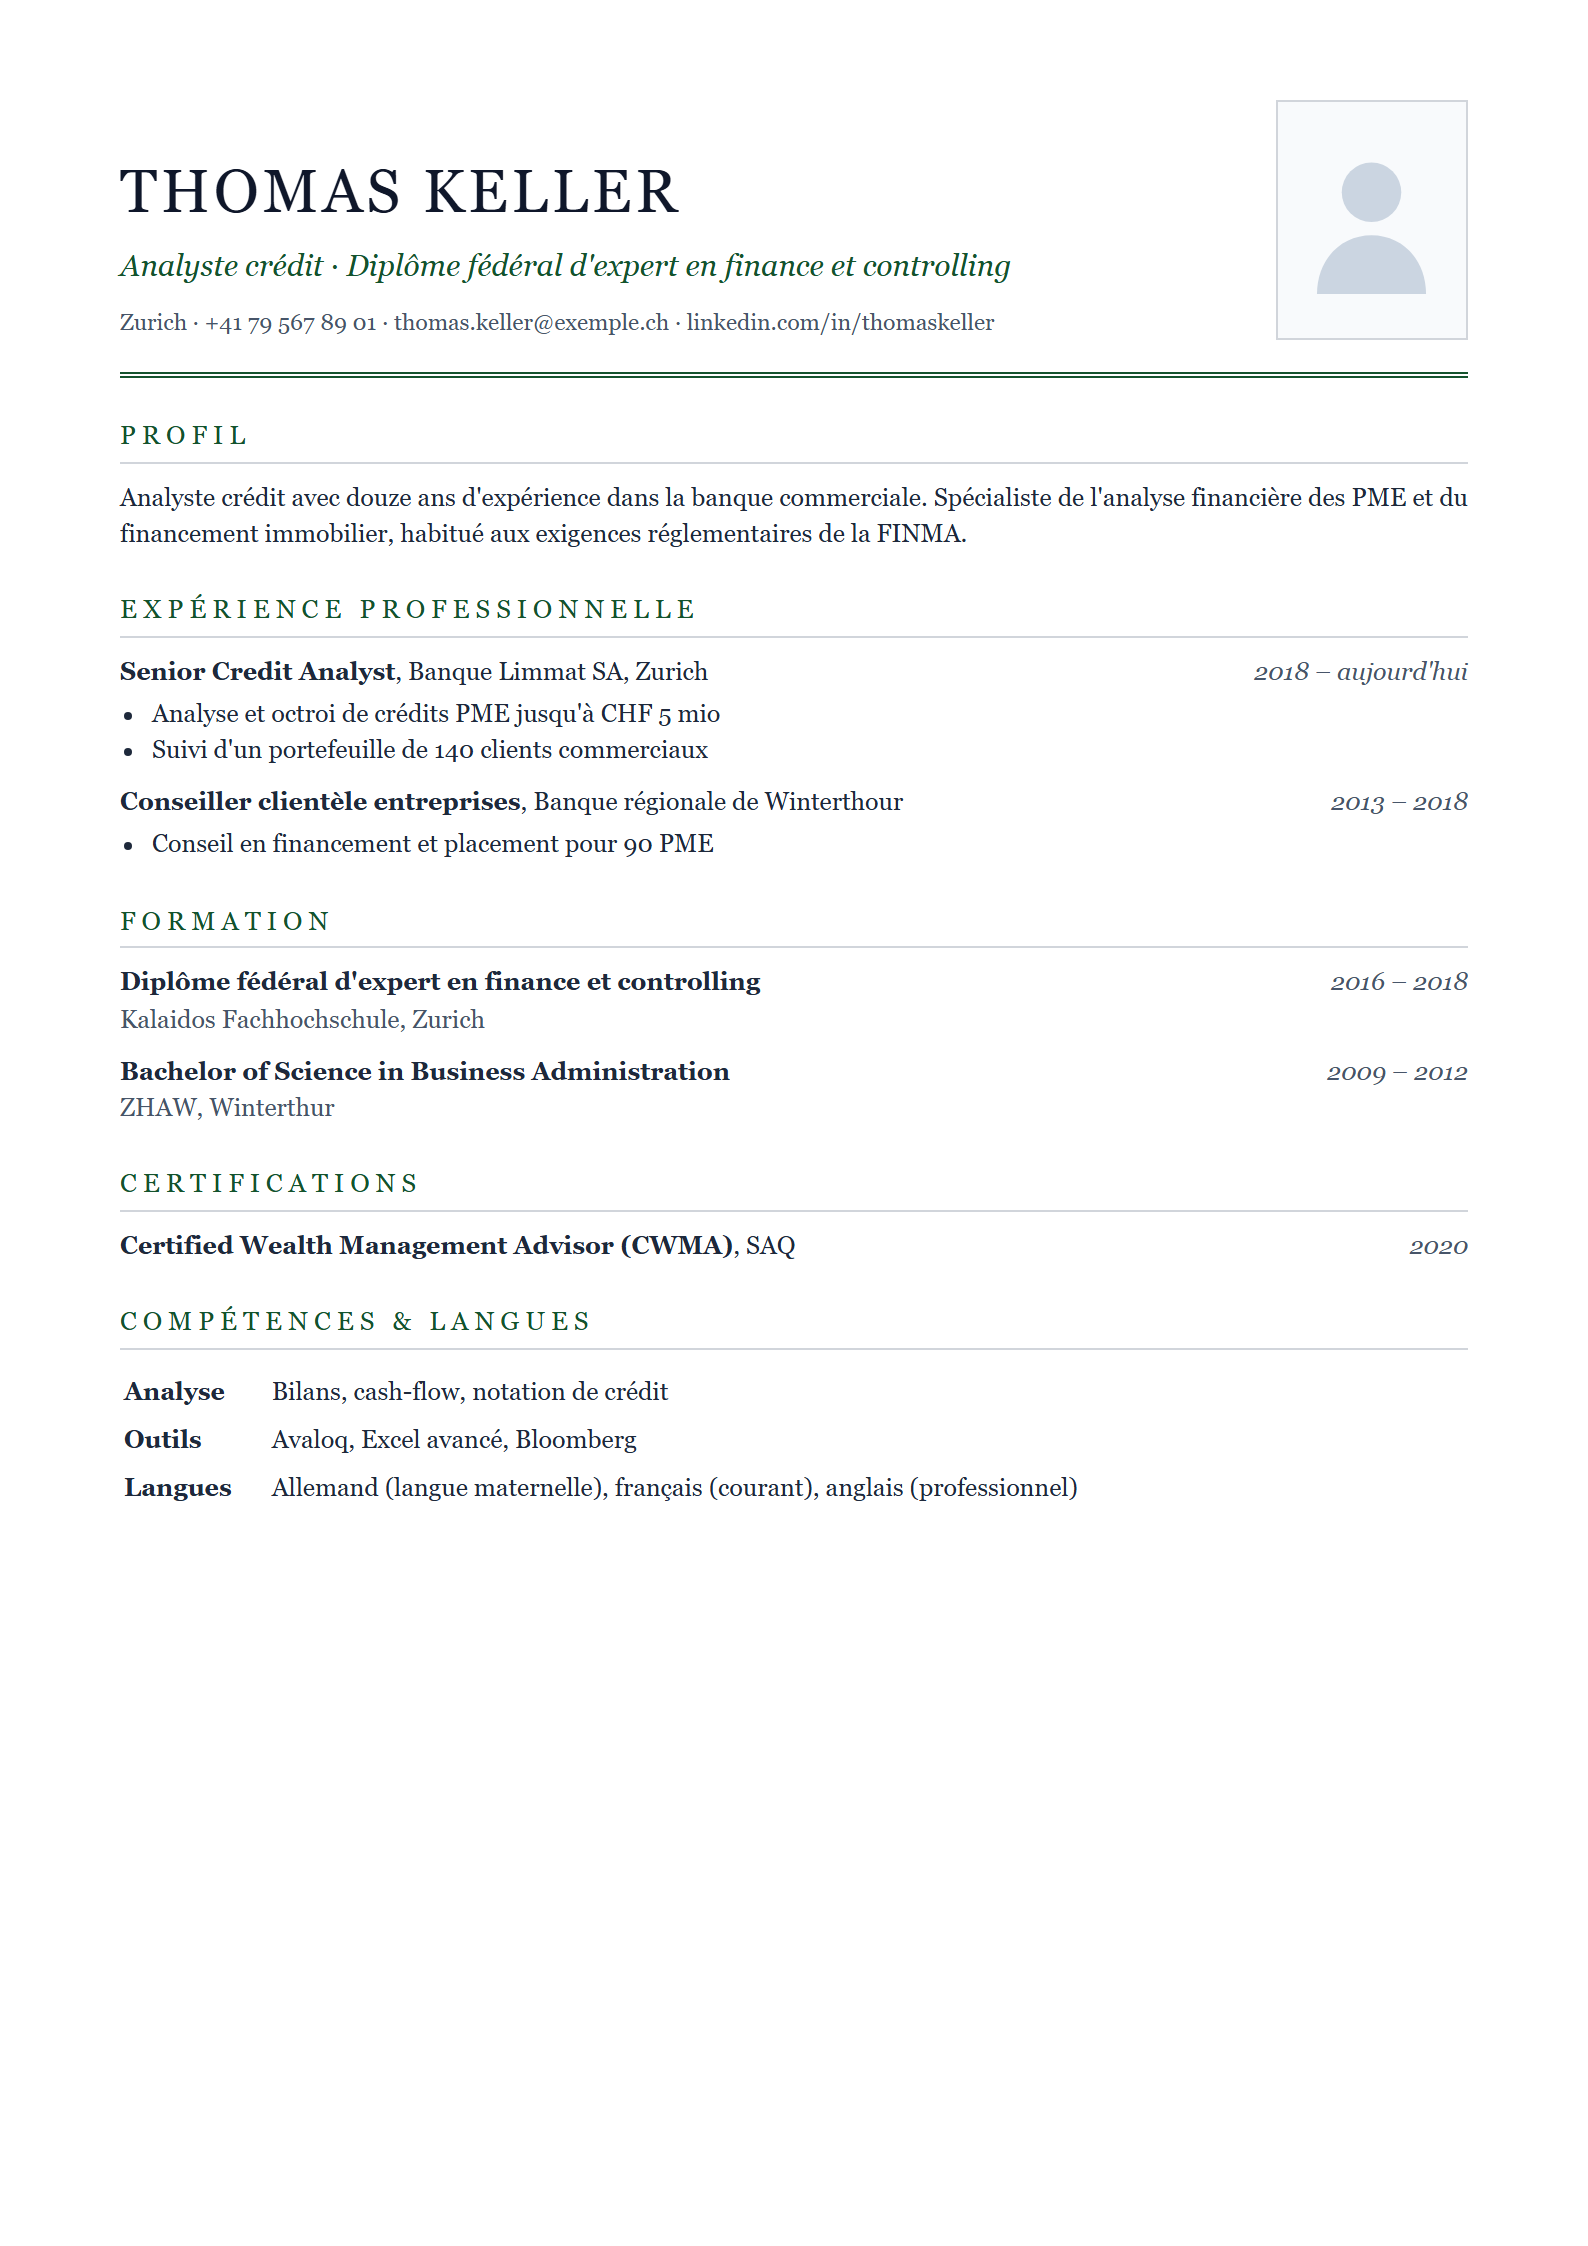 THOMAS KELLER
Analyste crédit · Diplôme fédéral d'expert en finance et controlling
Zurich · +41 79 567 89 01 · thomas.keller@exemple.ch · linkedin.com/in/thomaskeller
PROFIL
Analyste crédit avec douze ans d'expérience dans la banque commerciale. Spécialiste de l'analyse financière des PME et du
financement immobilier, habitué aux exigences réglementaires de la FINMA.
EXPÉRIENCE PROFESSIONNELLE
Senior Credit Analyst, Banque Limmat SA, Zurich 2018 – aujourd'hui
• Analyse et octroi de crédits PME jusqu'à CHF 5 mio
• Suivi d'un portefeuille de 140 clients commerciaux
Conseiller clientèle entreprises, Banque régionale de Winterthour 2013 – 2018
• Conseil en financement et placement pour 90 PME
FORMATION
Diplôme fédéral d'expert en finance et controlling 2016 – 2018
Kalaidos Fachhochschule, Zurich
Bachelor of Science in Business Administration 2009 – 2012
ZHAW, Winterthur
CERTIFICATIONS
Certified Wealth Management Advisor (CWMA), SAQ 2020
COMPÉTENCES & LANGUES
Analyse Bilans, cash-flow, notation de crédit
Outils Avaloq, Excel avancé, Bloomberg
Langues Allemand (langue maternelle), français (courant), anglais (professionnel)